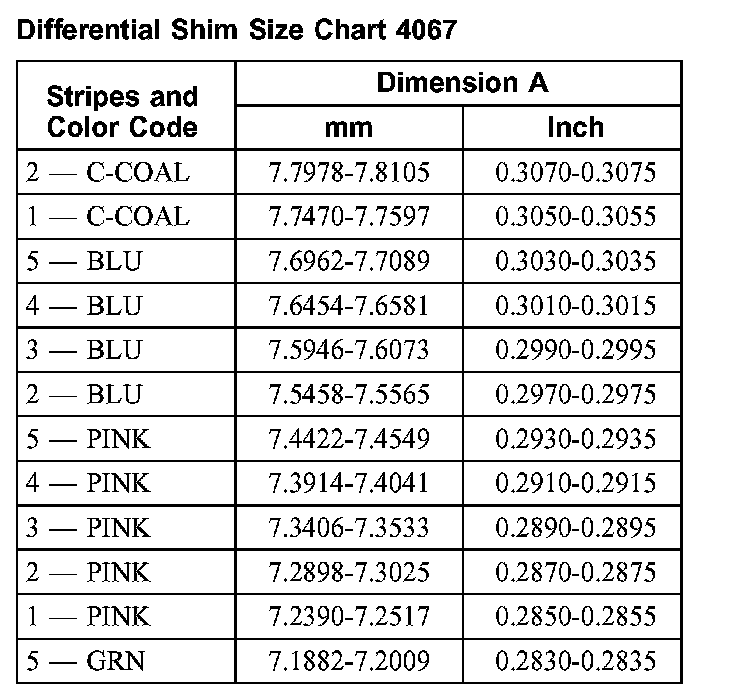 Differential Shim Size Chart 4067
Stripes and Color Code Dimension A
mm Inch
2 — C-COAL 7.7978-7.8105 0.3070-0.3075
1 — C-COAL 7.7470-7.7597 0.3050-0.3055
5 — BLU 7.6962-7.7089 0.3030-0.3035
4 — BLU 7.6454-7.6581 0.3010-0.3015
3 — BLU 7.5946-7.6073 0.2990-0.2995
2 — BLU 7.5458-7.5565 0.2970-0.2975
5 — PINK 7.4422-7.4549 0.2930-0.2935
4 — PINK 7.3914-7.4041 0.2910-0.2915
3 — PINK 7.3406-7.3533 0.2890-0.2895
2 — PINK 7.2898-7.3025 0.2870-0.2875
1 — PINK 7.2390-7.2517 0.2850-0.2855
5 — GRN 7.1882-7.2009 0.2830-0.2835